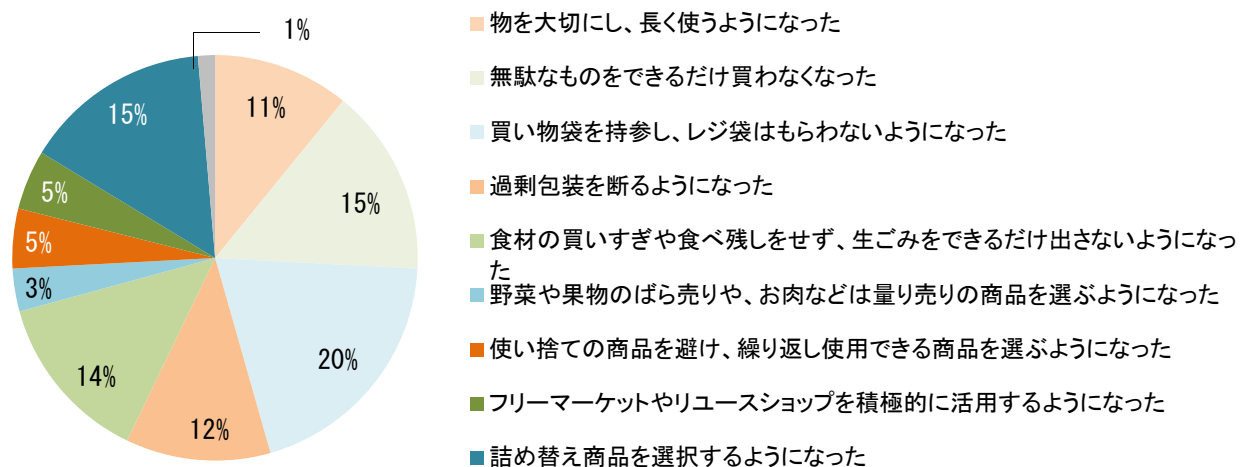 1%
11%
15%
20%
12%
14%
3%
5%
5%
15%
物を大切にし、長く使うようになった
無駄なものをできるだけ買わなくなった
買い物袋を持参し、レジ袋はもらわないようになった
過剰包装を断るようになった
食材の買いすぎや食べ残しをせず、生ごみをできるだけ出さないようになっ
た
野菜や果物のばら売りや、お肉などは量り売りの商品を選ぶようになった
使い捨ての商品を避け、繰り返し使用できる商品を選ぶようになった
フリーマーケットやリユースショップを積極的に活用するようになった
詰め替え商品を選択するようになった